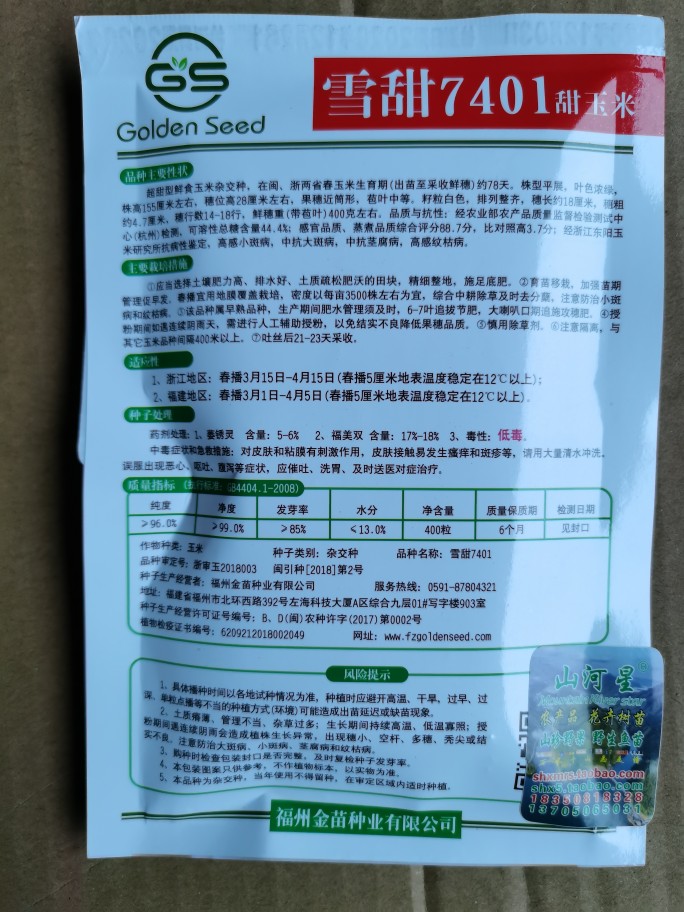 GS
Golden Seed
雪甜7401甜玉米
品种主要性状
超甜型鲜食玉米杂交种，在闽、浙两省春玉米生育期(出苗至采收鲜穗)约78天。株型平展，叶色浓绿，
株高155厘米左右，穗位高28厘米左右，果穗近筒形，苞叶中等。籽粒白色，排列整齐，穗长约18厘米，穗粗
约4.7厘米，穗行数14-18行，鲜穗重(带苞叶)400克左右。品质与抗性：经农业部农产品质量监督检验测试中
心(杭州)检测，可溶性总糖含量44.4%；感官品质、蒸煮品质综合评分88.7分，比对照高3.7分；经浙江东阳玉
米研究所抗病性鉴定，高感小斑病，中抗大斑病，中抗茎腐病，高感纹枯病。
主要栽培措施
①应当选择土壤肥力高、排水好、土质疏松肥沃的田块，精细整地，施足底肥。②育苗移栽。加强苗期
管理促早发。春播宜用地膜覆盖栽培，密度以每亩3500株左右为宜，综合中耕除草及时去分蘖，注意防治小斑
病和纹枯病。③该品种属早熟品种，生产期间肥水管理须及时，6-7叶追拔节肥，大喇叭口期追施攻穗肥。④授
粉期间如遇连续阴雨天，需进行人工辅助授粉，以免结实不良降低果穗品质。⑤慎用除草剂。⑥注意隔离，与
其它玉米品种间隔400米以上。⑦吐丝后21-23天采收。
适应性
1、浙江地区：春播3月15日-4月15日(春播5厘米地表温度稳定在12℃以上)；
2、福建地区：春播3月1日-4月5日(春播5厘米地表温度稳定在12℃以上)。
种子处理
药剂处理：1、萎锈灵 含量：5-6% 2、福美双 含量：17%-18% 3、毒性：低毒。
中毒症状和急救措施：对皮肤和粘膜有刺激作用，皮肤接触易发生瘙痒和斑疹等，请用大量清水冲洗。
误服出现恶心、呕吐、腹泻等症状，应催吐、洗胃、及时送医对症治疗。
质量指标 (执行标准：GB4404.1-2008)
纯度 净度 发芽率 水分 净含量 质量保质期 检测日期
≥96.0% ≥99.0% ≥85% ≤13.0% 400粒 6个月 见封口
作物种类：玉米 种子类别：杂交种 品种名称：雪甜7401
品种审定号：浙审玉2018003 闽引种[2018]第2号
种子生产经营者：福州金苗种业有限公司 服务热线：0591-87804321
地址：福建省福州市北环西路392号左海科技大厦A区综合九层01#写字楼903室
种子生产经营许可证编号：B、D(闽)农种许字(2017)第0002号
植物检疫证书编号：6209212018002049 网址：www.fzgoldenseed.com
风险提示
1、具体播种时间以各地试种情况为准，种植时应避开高温、干旱，过早、过
深、单粒点播等不当的种植方式(环境)可能造成出苗延迟或缺苗现象。
2、土质瘠薄、管理不当、杂草过多；生长期间持续高温、低温寡照；授
粉期间遇连续阴雨会造成植株生长异常，出现穗小、空杆、多穗、秃尖或结
实不良。注意防治大斑病、小斑病、茎腐病和纹枯病。
3、购种时检查包装封口是否完整，及时复检种子发芽率。
4、本包装图案只供参考，不作植物标本，以实物为准。
5、本品种为杂交种，当年使用不得留种，在审定区域内适时种植。
福州金苗种业有限公司
山河星
农产品 花卉树苗
山珍野果 野生鱼苗
shxnrs.taobao.com
shx5.taobao.com
18350818328
13705065031